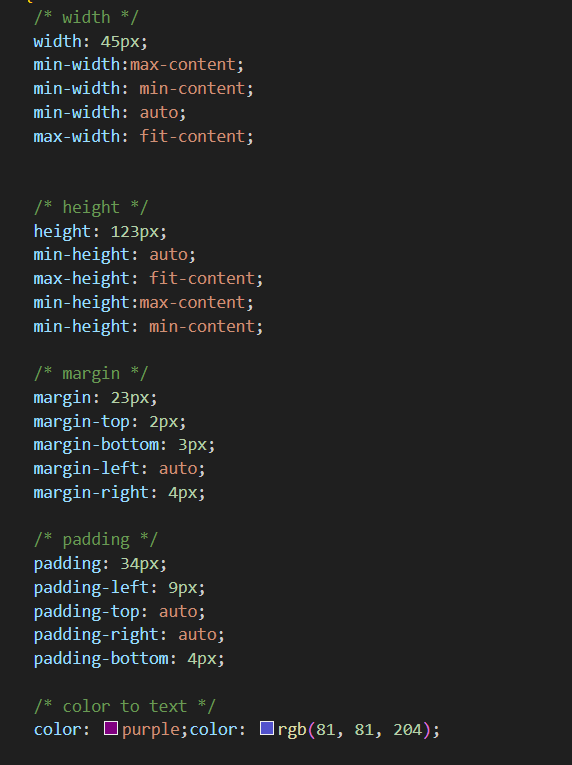 {
/* width */
width: 45px;
min-width:max-content;
min-width: min-content;
min-width: auto;
max-width: fit-content;
/* height */
height: 123px;
min-height: auto;
max-height: fit-content;
min-height:max-content;
min-height: min-content;
/* margin */
margin: 23px;
margin-top: 2px;
margin-bottom: 3px;
margin-left: auto;
margin-right: 4px;
/* padding */
padding: 34px;
padding-left: 9px;
padding-top: auto;
padding-right: auto;
padding-bottom: 4px;
/* color to text */
color: purple;color: rgb(81, 81, 204);